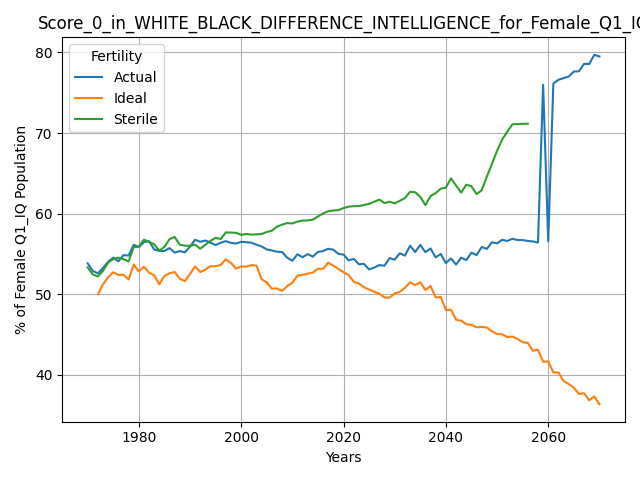 Score_0_in_WHITE_BLACK_DIFFERENCE_INTELLIGENCE_for_Female_Q1_IQ
Fertility
Actual
Ideal
Sterile
% of Female Q1_IQ Population
80
70
60
50
40
1980
2000
2020
2040
2060
Years